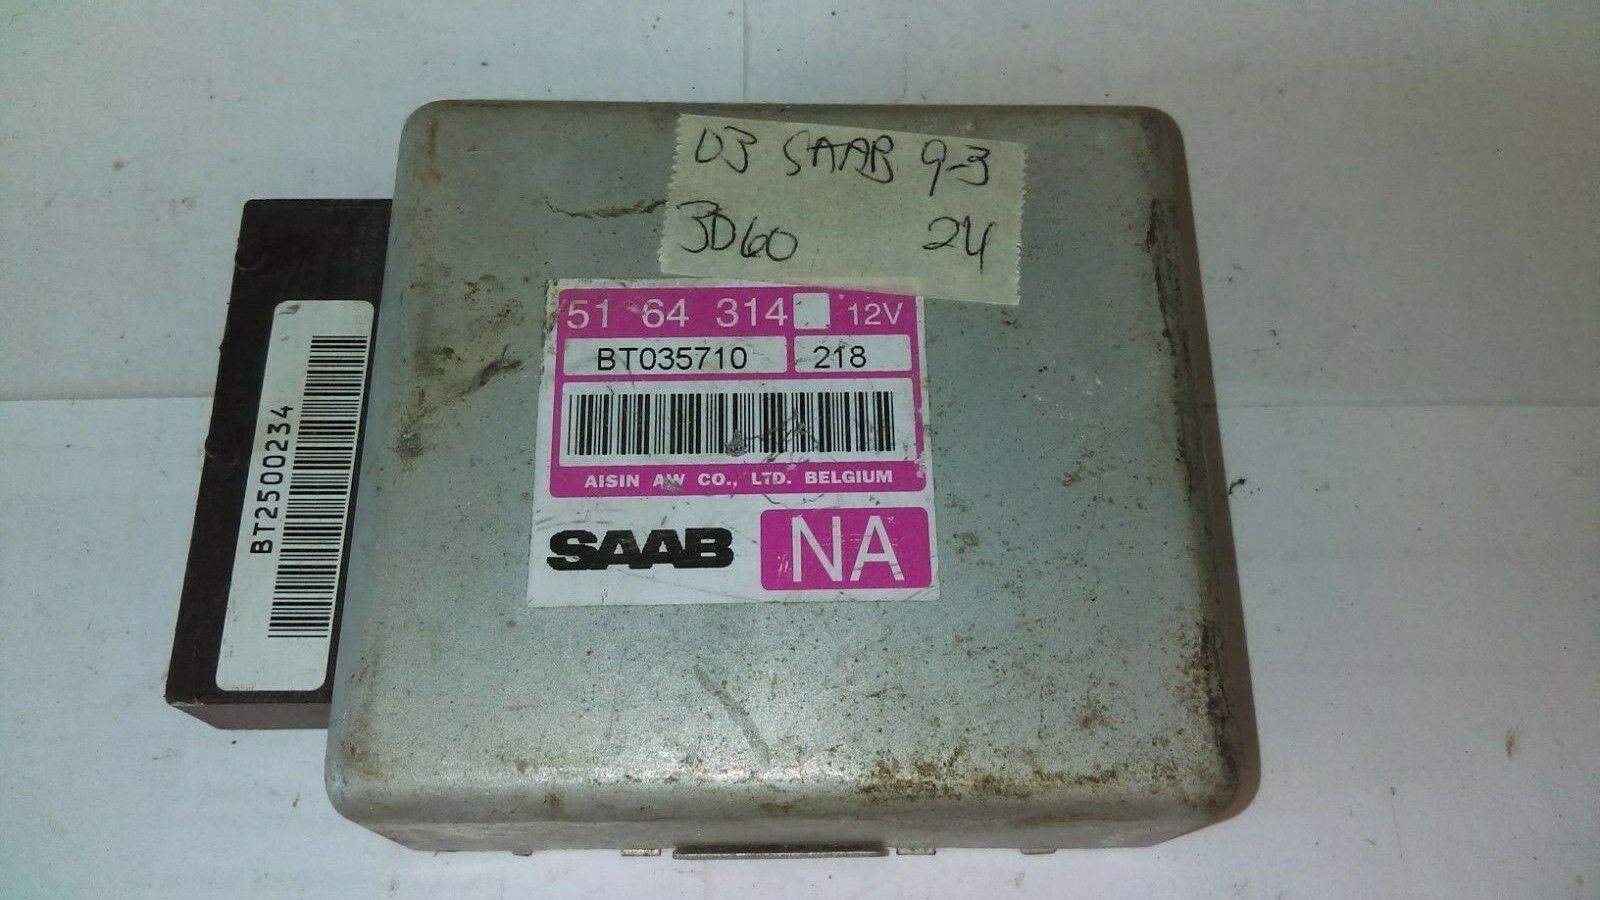 03 SAAB 9-3
3D60 24
51 64 314 12V
BT035710 218
AISIN AW CO., LTD. BELGIUM
SAAB NA
BT2500234